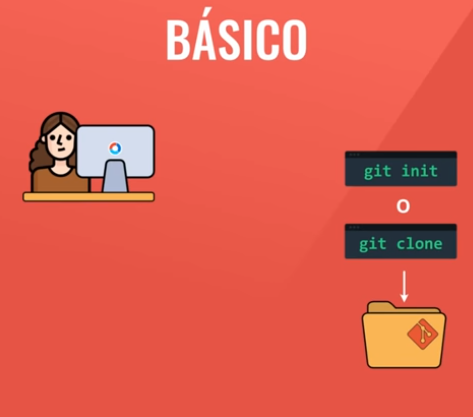 BÁSICO
git init
O
git clone